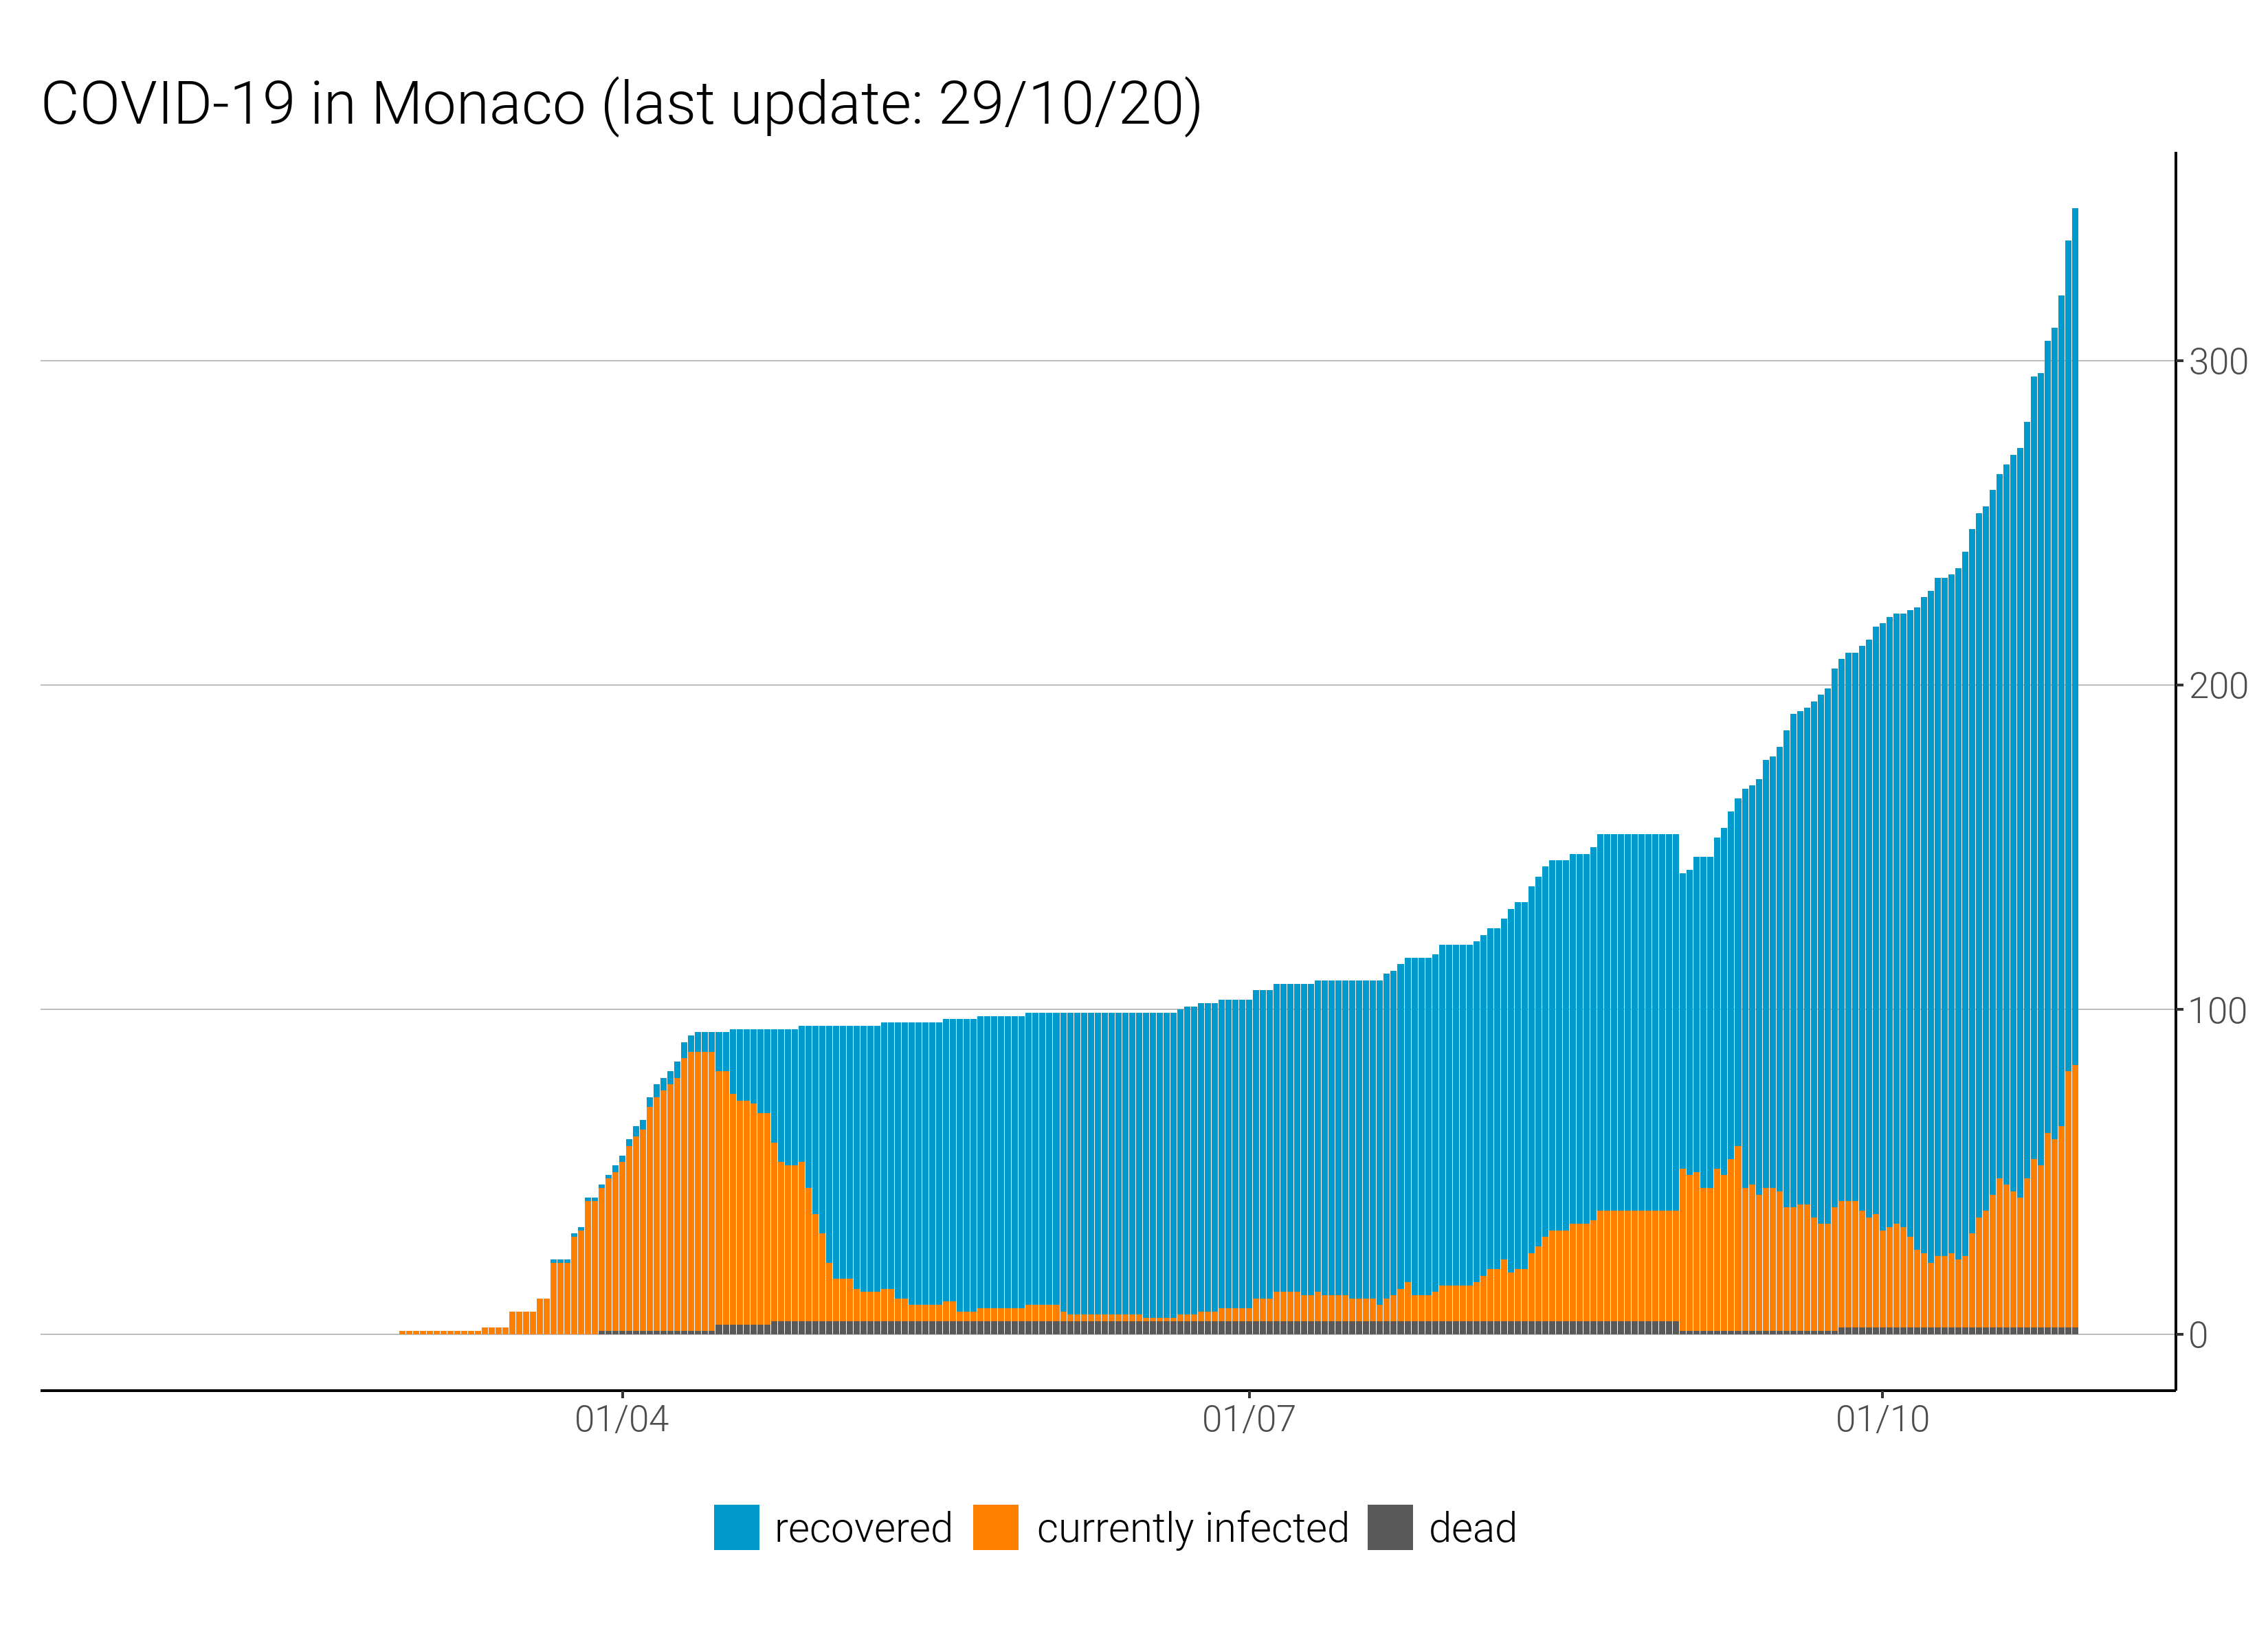 COVID-19 in Monaco (last update: 29/10/20)
300
200
100
0
01/04 01/07 01/10
recovered currently infected dead